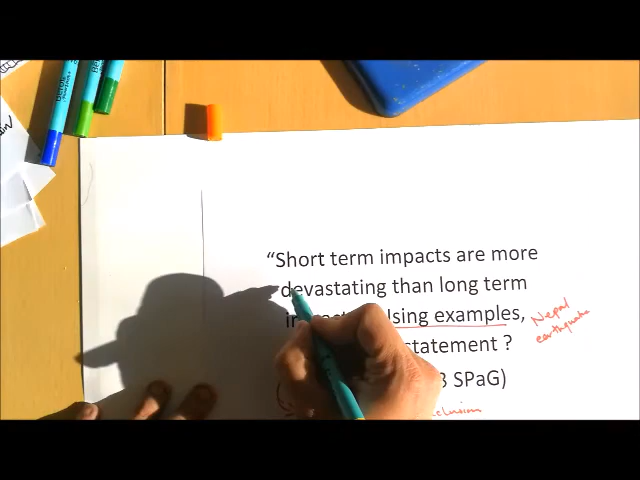 “Short term impacts are more
devastating than long term
Using examples,
Nepal
earthquake
statement ?
SPaG)